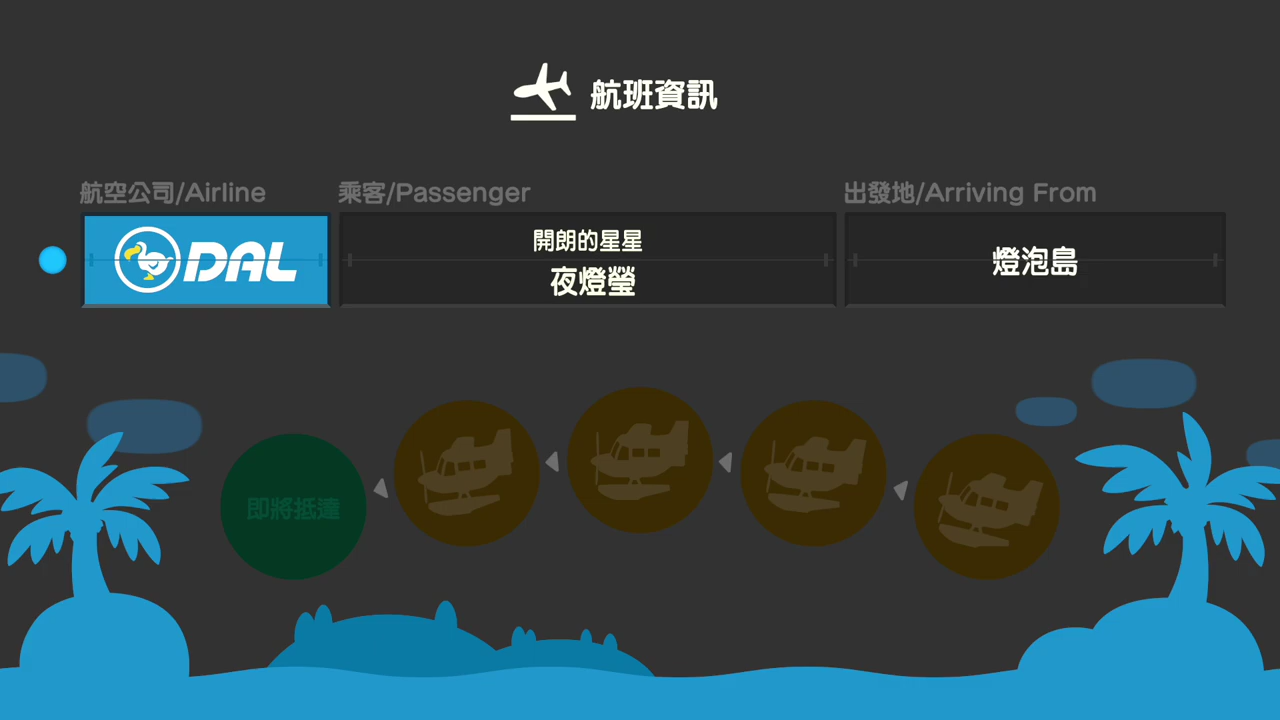 航班資訊
航空公司/Airline
乘客/Passenger
出發地/Arriving From
DAL
開朗的星星
夜燈瑩
燈泡島
即將抵達